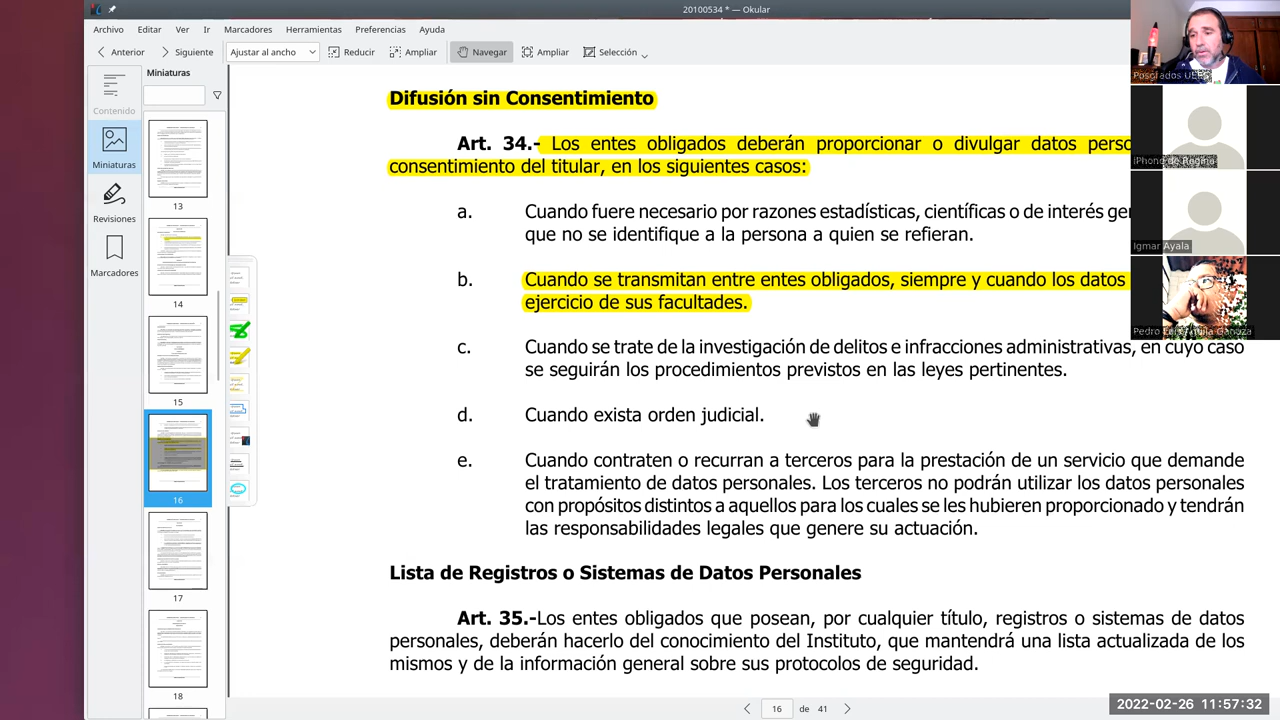 20100534 * — Okular
Archivo Editar Ver Ir Marcadores Herramientas Preferencias Ayuda
Anterior Siguiente Ajustar al ancho Reducir Ampliar Navegar Ampliar Selección
Contenido
Miniaturas
Revisiones
Marcadores
Miniaturas
13
14
15
16
17
18
Difusión sin Consentimiento
Art. 34.- Los entes obligados deberán proporcionar o divulgar datos
consentimiento del titular, en los siguientes casos:
a. Cuando fuere necesario por razones estadísticas, científicas o de interés
que no se identifique a la persona a quien se refieran.
b. Cuando se transmitan entre entes obligados, siempre y cuando los datos
ejercicio de sus facultades.
c. Cuando se trate de la investigación de delitos e infracciones administrativas, en cuyo caso
se seguirán los procedimientos previstos en las leyes pertinentes.
d. Cuando exista orden judicial.
e. Cuando contraten o recurran a terceros para la prestación de un servicio que demande
el tratamiento de datos personales. Los terceros no podrán utilizar los datos personales
con propósitos distintos a aquellos para los cuales se les hubieren proporcionado y tendrán
las responsabilidades legales que genere su actuación.
Lista de Registros o Sistemas de Datos Personales
Art. 35.-Los entes obligados que posean, por cualquier título, registros o sistemas de datos
personales, deberán hacerlo del conocimiento del Instituto, que mantendrá una lista actualizada de los
mismos y de la información general sobre sus protocolos de seguridad.
16 de 41
Posgrados
iPhone de Regina
Igmar Ayala
Pedro Luis Avila
2022-02-26 11:57:32